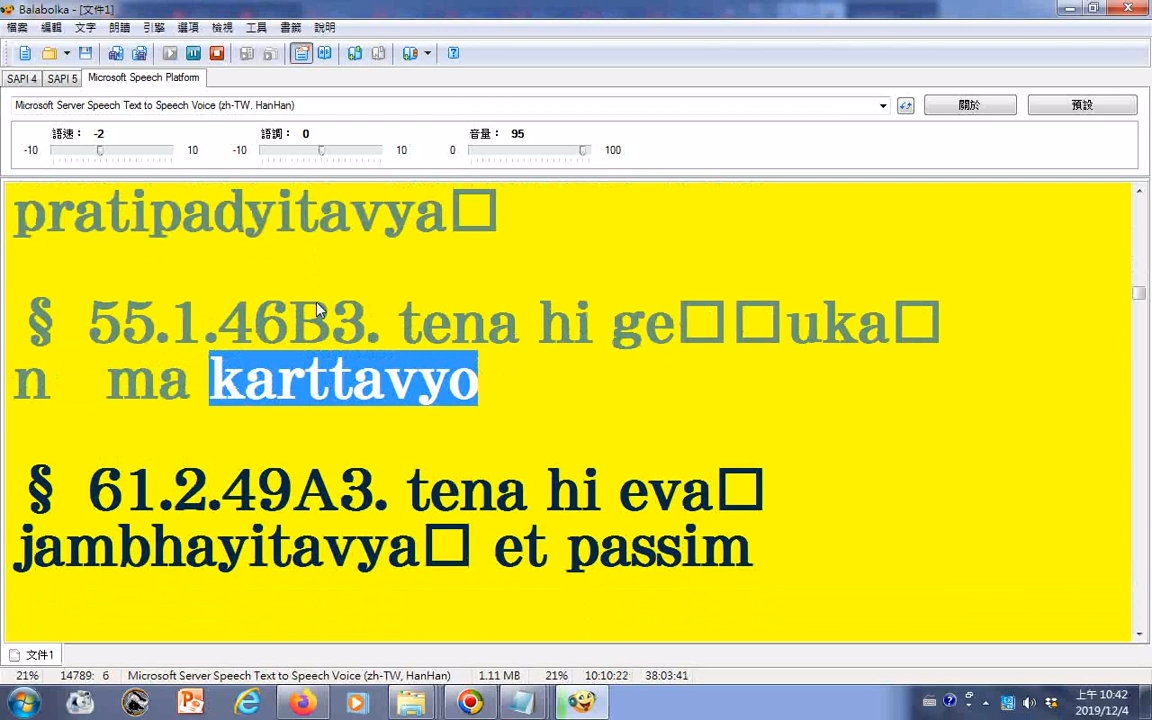 Balabolka - [文件1]
檔案 編輯 文字 朗讀 引擎 選項 檢視 工具 書籤 說明
SAPI 4 SAPI 5 Microsoft Speech Platform
Microsoft Server Speech Text to Speech Voice (zh-TW, HanHan) 關於 預設
語速： -2 語調： 0 音量： 95
-10 10 -10 10 0 100
pratipadyitavya□
§ 55.1.46B3. tena hi ge□□uka□
n ma karttavyo
§ 61.2.49A3. tena hi eva□
jambhayitavya□ et passim
文件1
21% 14789: 6 Microsoft Server Speech Text to Speech Voice (zh-TW, HanHan) 1.11 MB 21% 10:10:22 38:03:41
上午 10:42
2019/12/4